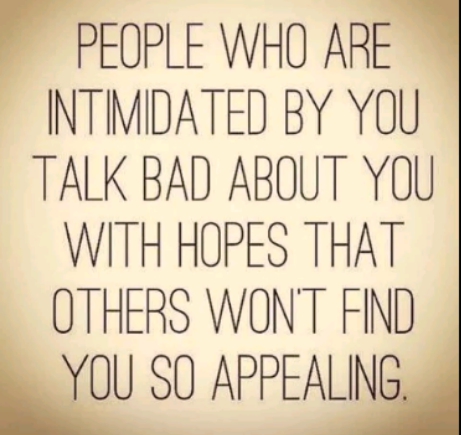 PEOPLE WHO ARE
INTIMIDATED BY YOU
TALK BAD ABOUT YOU
WITH HOPES THAT
OTHERS WON'T FIND
YOU SO APPEALING.